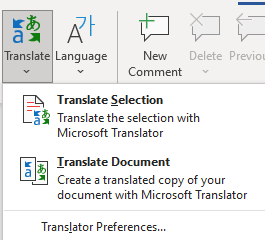 Translate Language New Comment Delete Previous
Translate Selection
Translate the selection with
Microsoft Translator
Translate Document
Create a translated copy of your
document with Microsoft Translator
Translator Preferences...